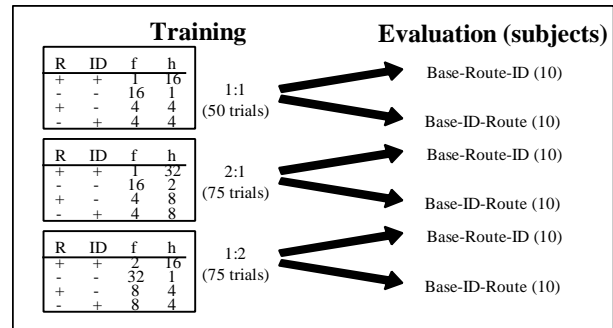 Training
Evaluation (subjects)
R ID f h
+ + 1 16
- - 16 1
+ - 4 4
- + 4 4
1:1
(50 trials)
Base-Route-ID (10)
Base-ID-Route (10)
R ID f h
+ + 1 32
- - 16 2
+ - 4 8
- + 4 8
2:1
(75 trials)
Base-Route-ID (10)
Base-ID-Route (10)
R ID f h
+ + 2 16
- - 32 1
+ - 8 4
- + 8 4
1:2
(75 trials)
Base-Route-ID (10)
Base-ID-Route (10)